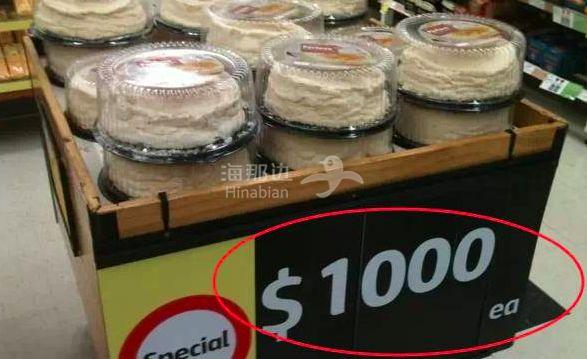 海那边
Hinabian
$1000
ea
Special